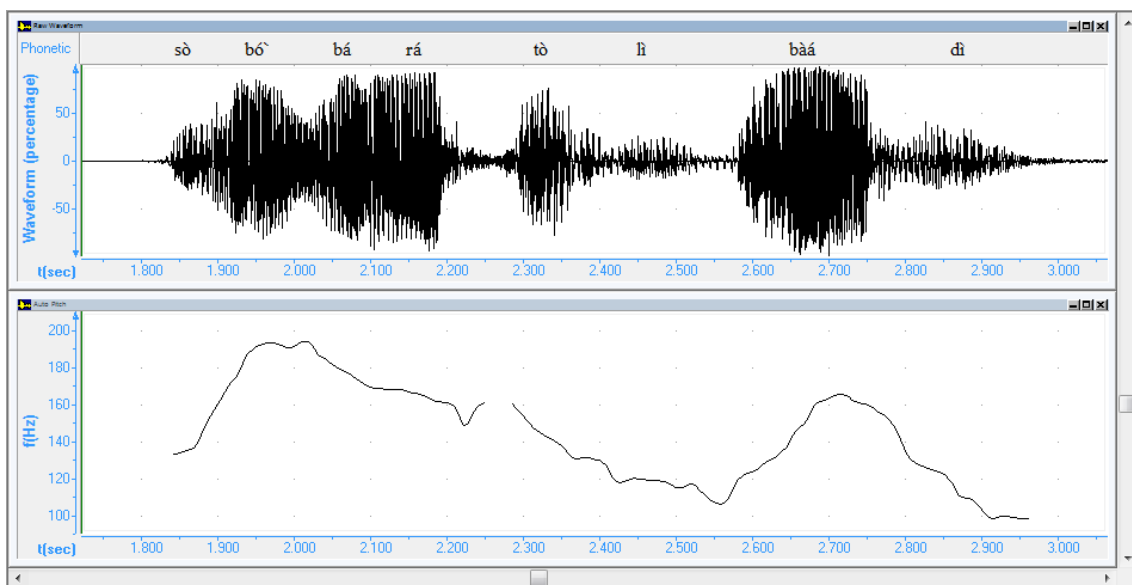 Raw Waveform
Phonetic sò bó` bá rá tò lì bàá dì
Waveform (percentage)
50
0
-50
t(sec) 1.800 1.900 2.000 2.100 2.200 2.300 2.400 2.500 2.600 2.700 2.800 2.900 3.000
Auto Pitch
f(Hz)
200
180
160
140
120
100
t(sec) 1.800 1.900 2.000 2.100 2.200 2.300 2.400 2.500 2.600 2.700 2.800 2.900 3.000